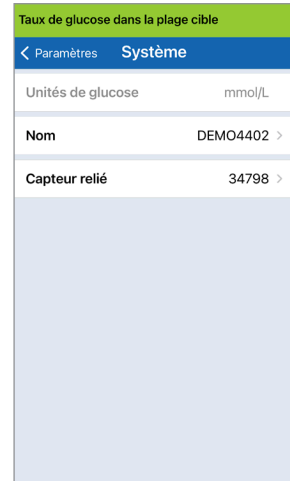 Taux de glucose dans la plage cible
Paramètres Système
Unités de glucose mmol/L
Nom DEMO4402
Capteur relié 34798